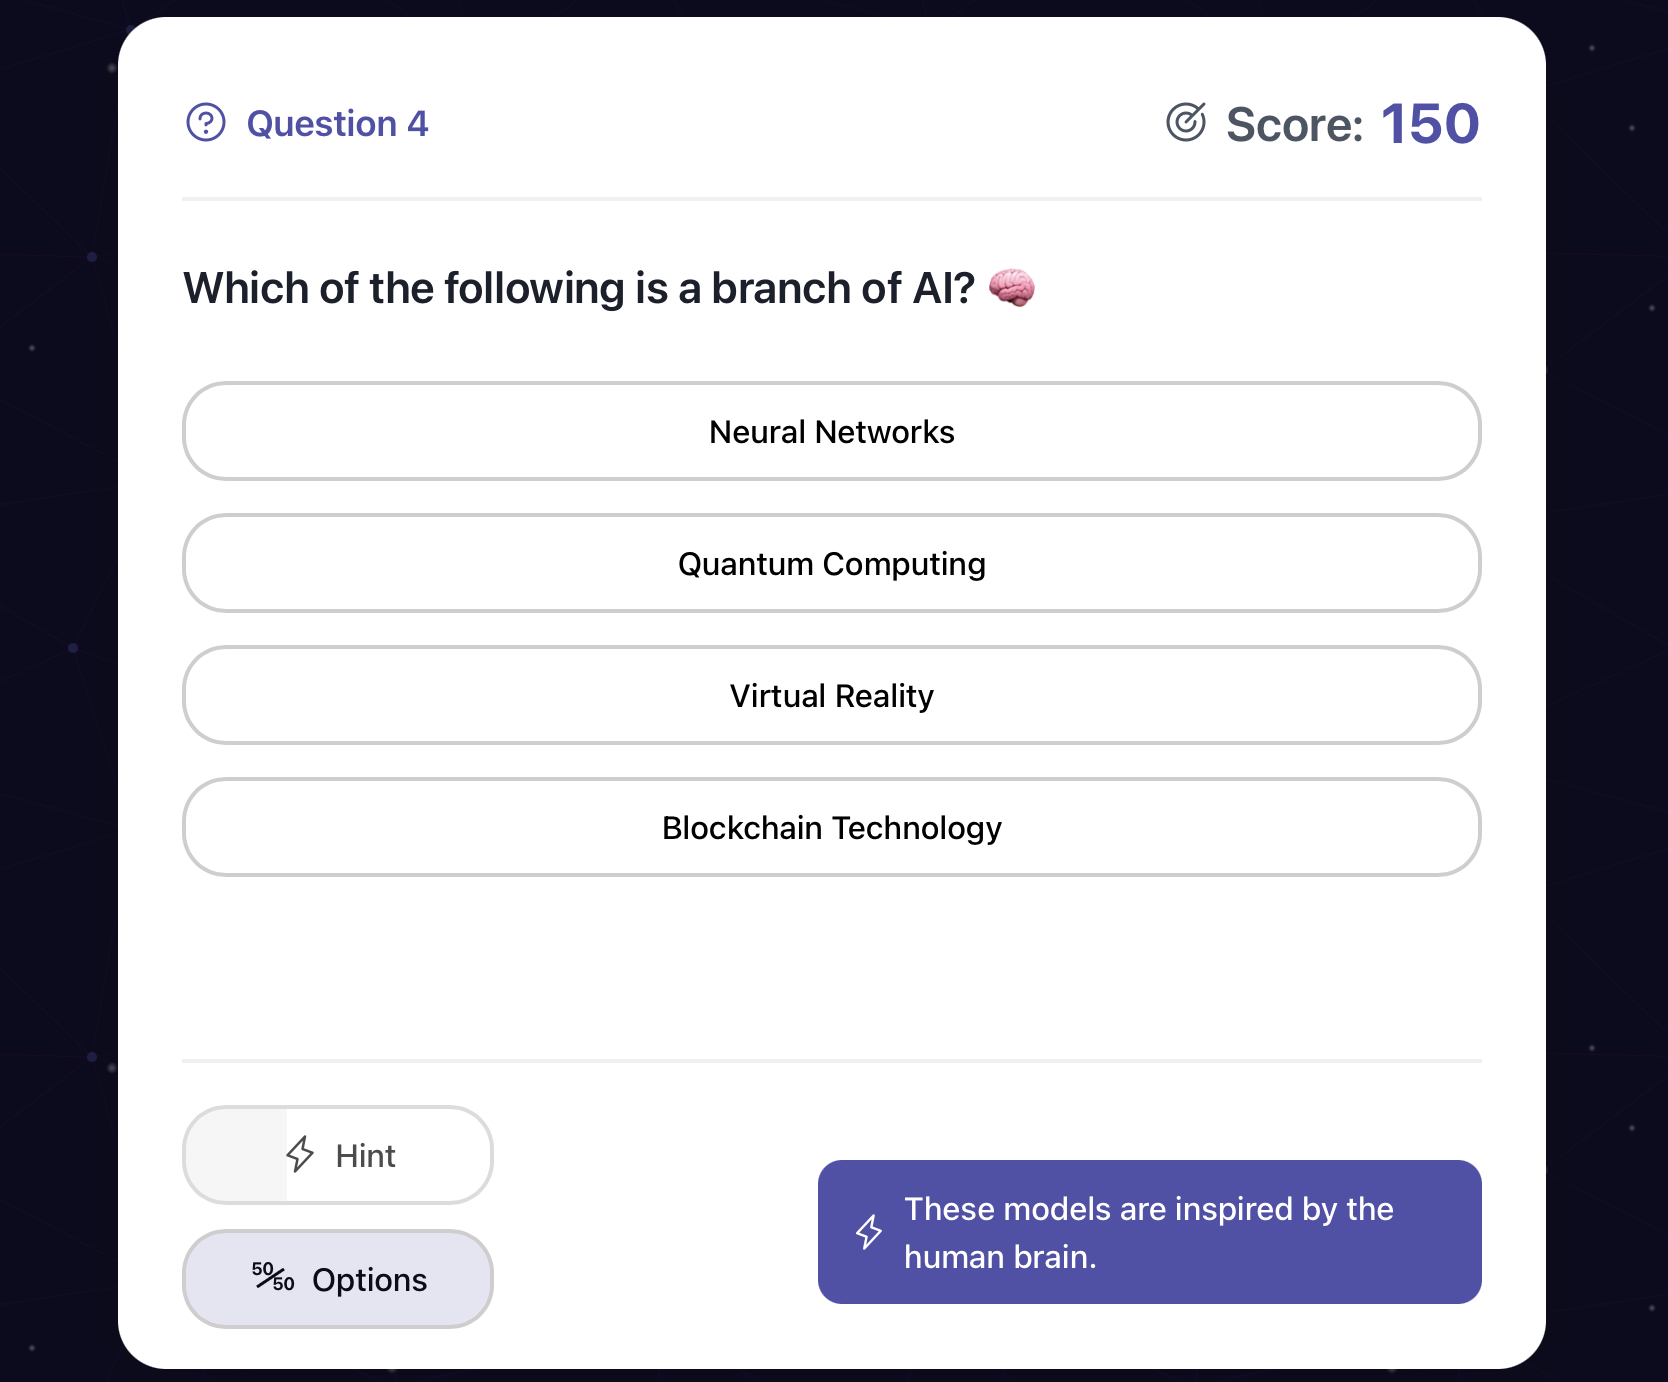 Question 4
Score: 150
Which of the following is a branch of AI? 🧠
Neural Networks
Quantum Computing
Virtual Reality
Blockchain Technology
Hint
50/50 Options
These models are inspired by the
human brain.